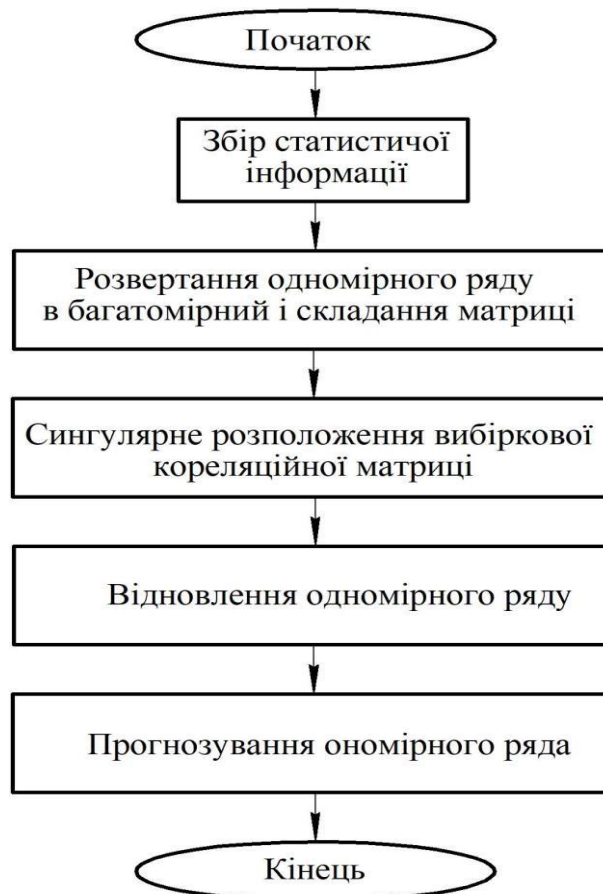 Початок
Збір статистичої
інформації
Розвертання одномірного ряду
в багатомірний і складання матриці
Сингулярне розположення вибіркової
кореляційної матриці
Відновлення одномірного ряду
Прогнозування ономірного ряда
Кінець